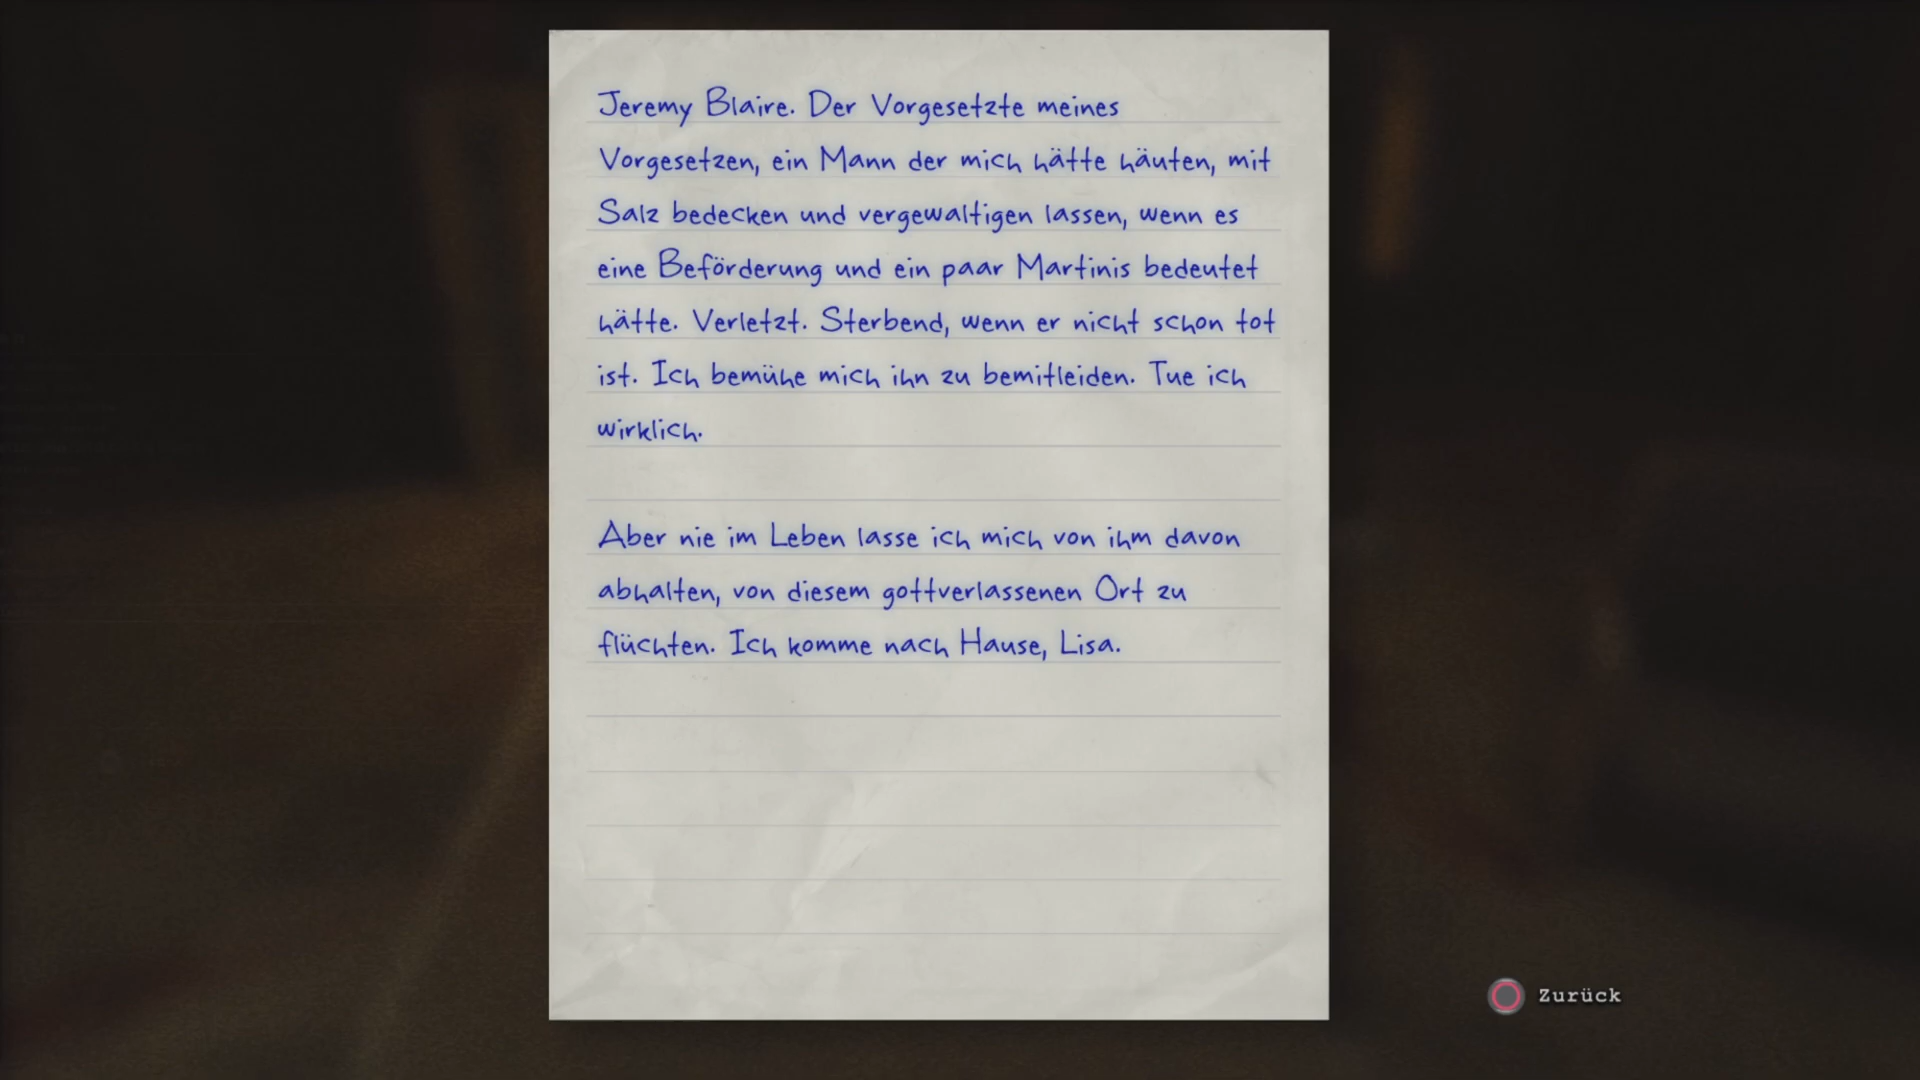 Jeremy Blaire. Der Vorgesetzte meines
Vorgesetzen, ein Mann der mich hätte häuten, mit
Salz bedecken und vergewaltigen lassen, wenn es
eine Beförderung und ein paar Martinis bedeutet
hätte. Verletzt. Sterbend, wenn er nicht schon tot
ist. Ich bemühe mich ihn zu bemitleiden. Tue ich
wirklich.
Aber nie im Leben lasse ich mich von ihm davon
abhalten, von diesem gottverlassenen Ort zu
flüchten. Ich komme nach Hause, Lisa.
Zurück